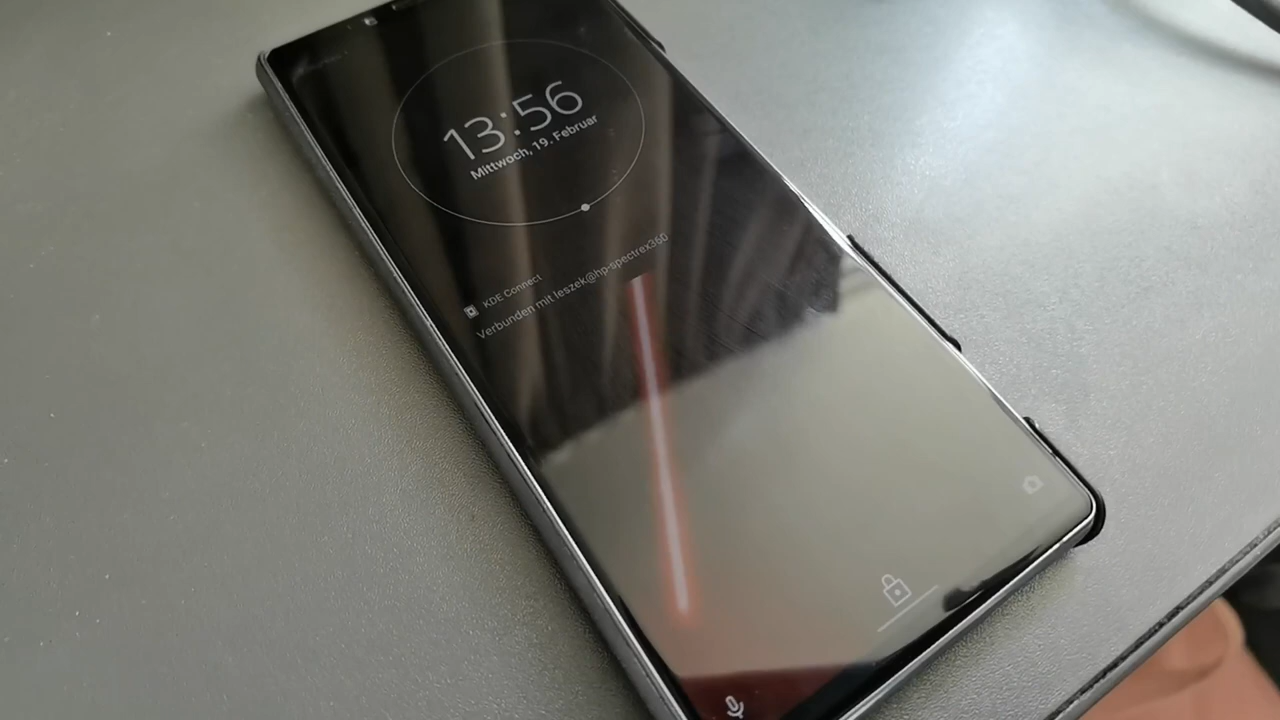 13:56
Mittwoch, 19. Februar
KDE Connect
Verbunden mit leszek@hp-spectrex360